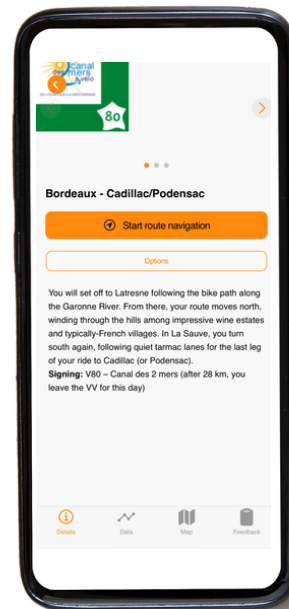 canal
des
mers
à vélo
80
Bordeaux - Cadillac/Podensac
Start route navigation
Options
You will set off to Latresne following the bike path along
the Garonne River. From there, your route moves north,
winding through the hills among impressive wine estates
and typically-French villages. In La Sauve, you turn
south again, following quiet tarmac lanes for the last leg
of your ride to Cadillac (or Podensac).
Signing: V80 – Canal des 2 mers (after 28 km, you
leave the VV for this day)
Details
Data
Map
Feedback